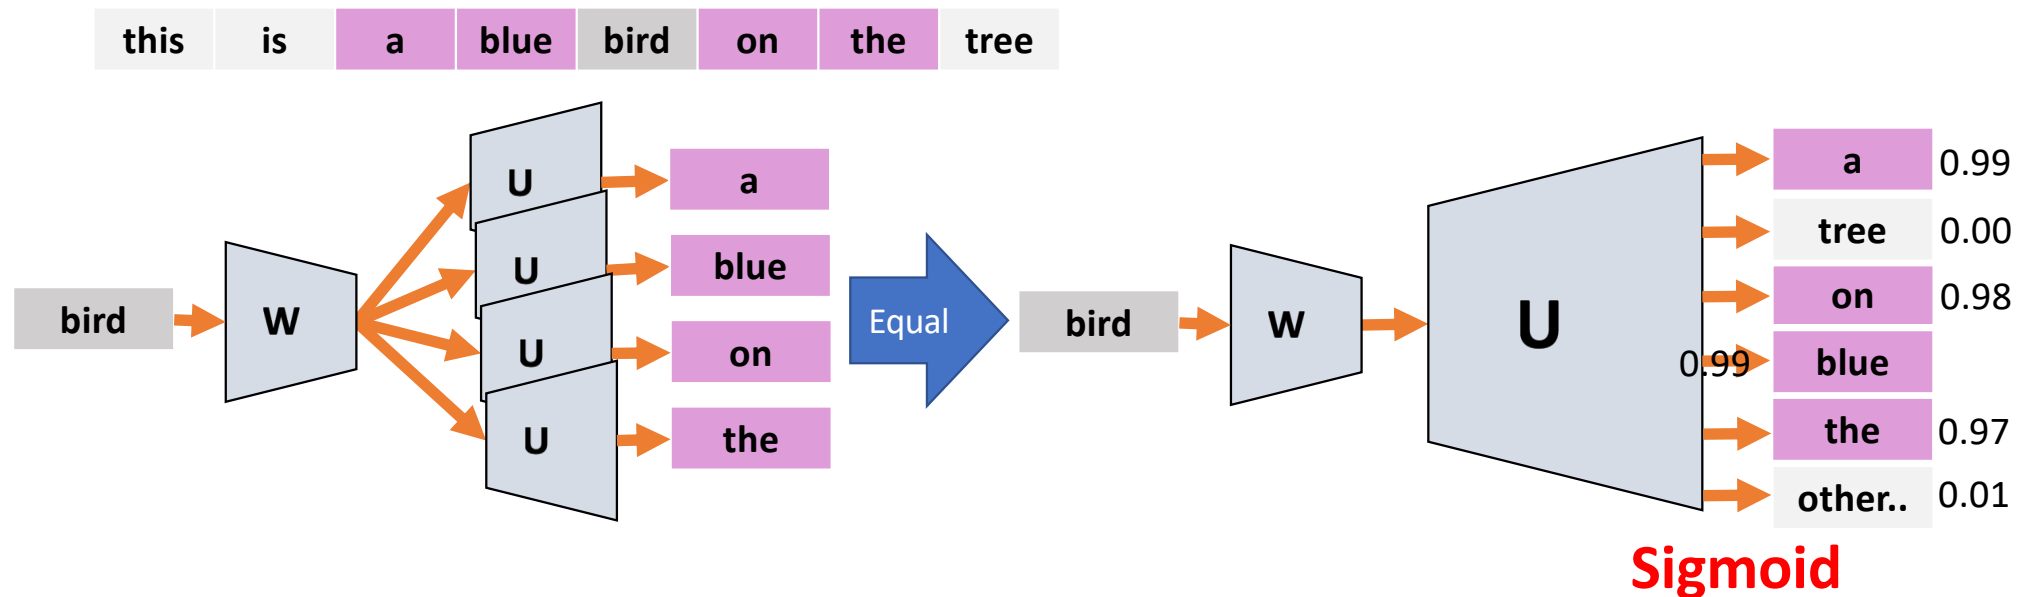 this is a blue bird on the tree
U
a
U
blue
bird
W
U
on
U
the
Equal
bird
W
U
a 0.99
tree 0.00
on 0.98
0.99 blue
the 0.97
other.. 0.01
Sigmoid